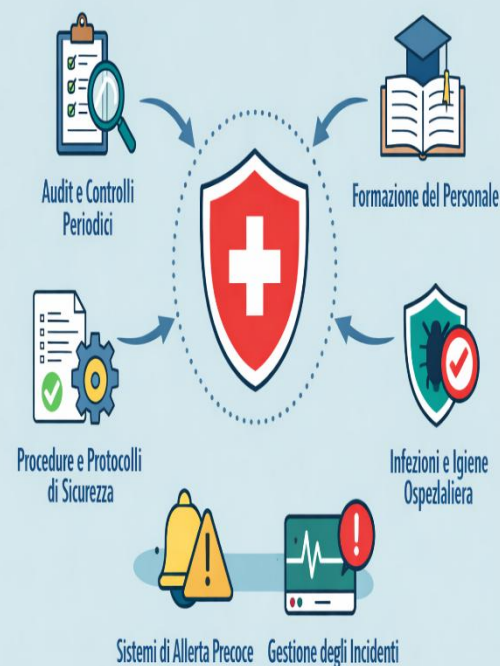 Audit e Controlli
Periodici
Formazione del Personale
Procedure e Protocolli
di Sicurezza
Infezioni e Igiene
Ospezlaliera
Sistemi di Allerta Precoce
Gestione degli Incidenti